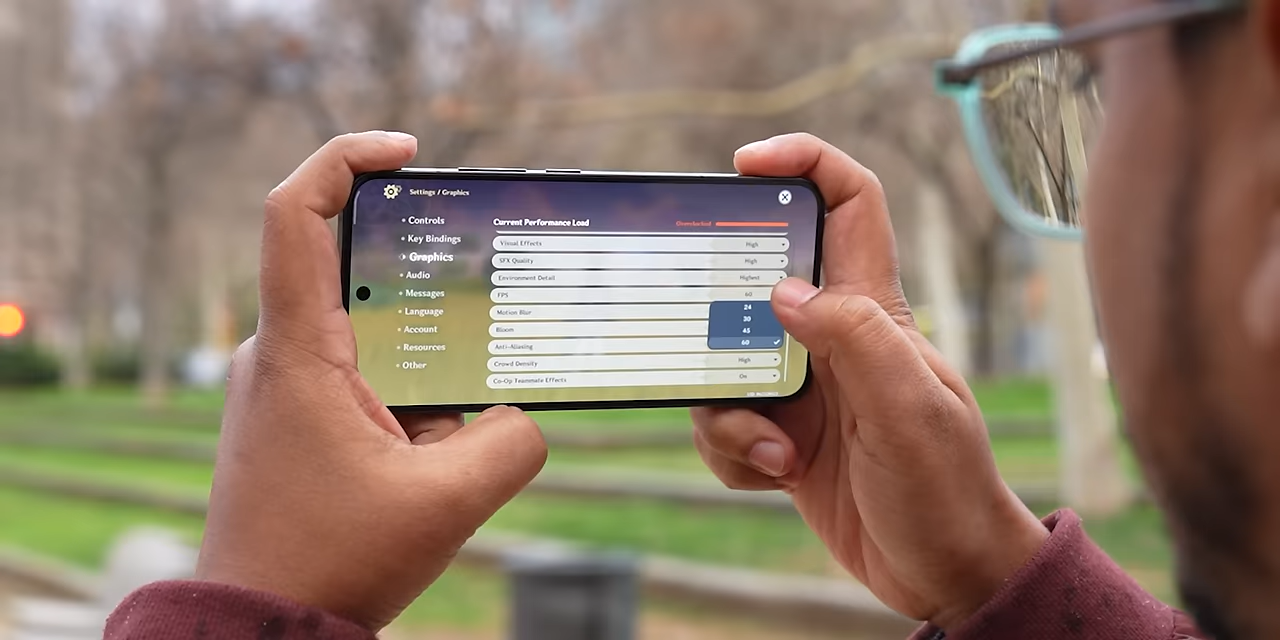 Settings / Graphics
Controls
Key Bindings
Graphics
Audio
Messages
Language
Account
Resources
Other
Current Performance Load Overclocked
Visual Effects High
SFX Quality High
Environment Detail Highest
FPS 60
Motion Blur
Bloom
Anti-Aliasing
24
30
45
60
Crowd Density High
Co-Op Teammate Effects On